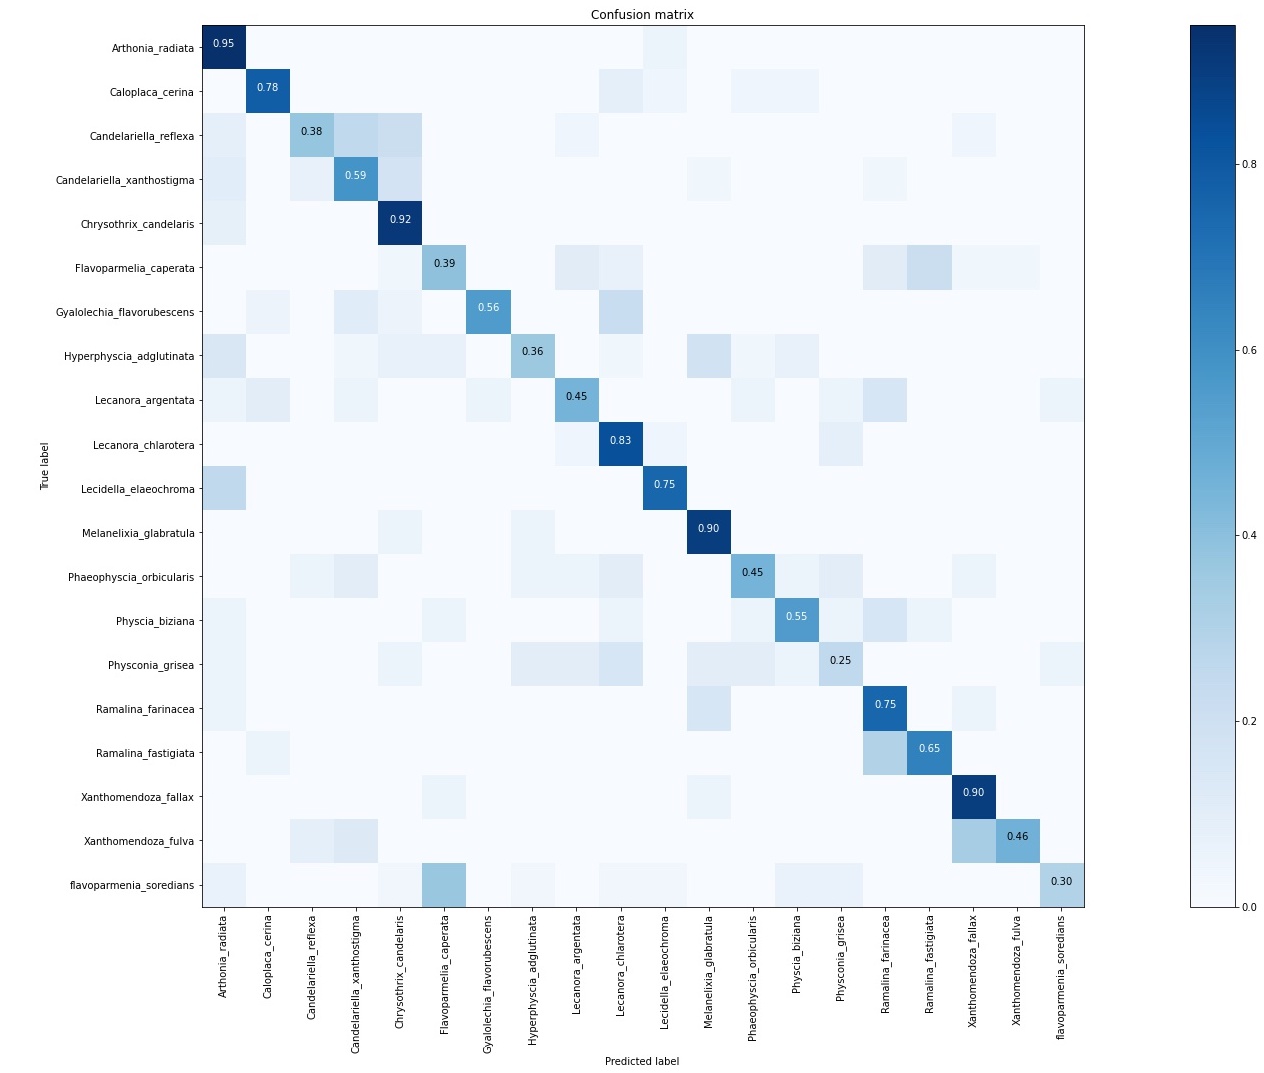 Confusion matrix
Arthonia_radiata
Caloplaca_cerina
Candelariella_reflexa
Candelariella_xanthostigma
Chrysothrix_candelaris
Flavoparmelia_caperata
Gyalolechia_flavorubescens
Hyperphyscia_adglutinata
Lecanora_argentata
Lecanora_chlarotera
Lecidella_elaeochroma
Melanelixia_glabratula
Phaeophyscia_orbicularis
Physcia_biziana
Physconia_grisea
Ramalina_farinacea
Ramalina_fastigiata
Xanthomendoza_fallax
Xanthomendoza_fulva
flavoparmenia_soredians
True label
0.95
0.78
0.38
0.59
0.92
0.39
0.56
0.36
0.45
0.83
0.75
0.90
0.45
0.55
0.25
0.75
0.65
0.90
0.46
0.30
Arthonia_radiata
Caloplaca_cerina
Candelariella_reflexa
Candelariella_xanthostigma
Chrysothrix_candelaris
Flavoparmelia_caperata
Gyalolechia_flavorubescens
Hyperphyscia_adglutinata
Lecanora_argentata
Lecanora_chlarotera
Lecidella_elaeochroma
Melanelixia_glabratula
Phaeophyscia_orbicularis
Physcia_biziana
Physconia_grisea
Ramalina_farinacea
Ramalina_fastigiata
Xanthomendoza_fallax
Xanthomendoza_fulva
flavoparmenia_soredians
Predicted label
0.8
0.6
0.4
0.2
0.0